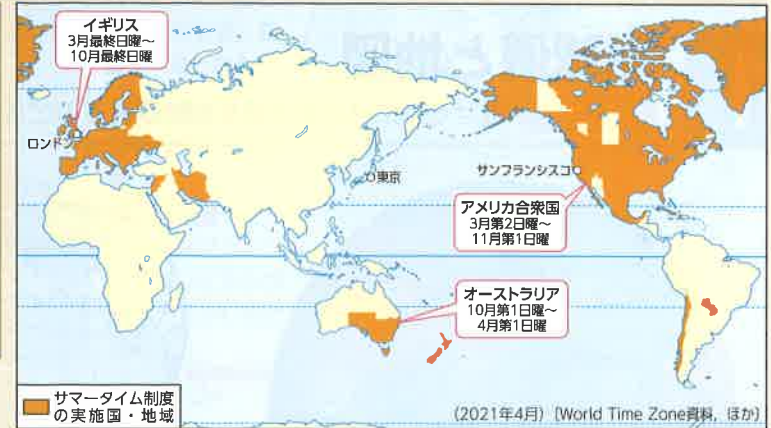 イギリス
3月最終日曜〜
10月最終日曜
ロンドン
東京
サンフランシスコ
アメリカ合衆国
3月第2日曜〜
11月第1日曜
オーストラリア
10月第1日曜〜
4月第1日曜
サマータイム制度
の実施国・地域
(2021年4月)〔World Time Zone資料,ほか〕